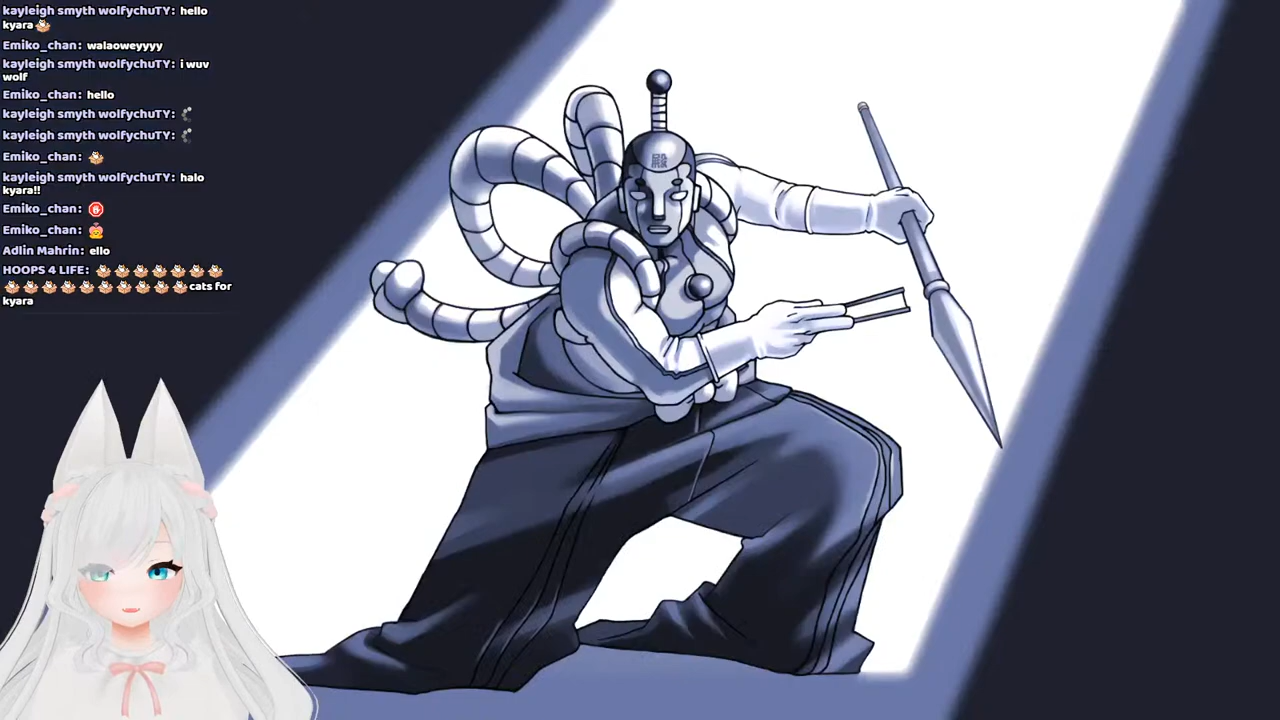 kayleigh smyth wolfychuTY: hello
kyara
Emiko_chan: walaoweyyyy
kayleigh smyth wolfychuTY: i wuv
wolf
Emiko_chan: hello
kayleigh smyth wolfychuTY:
kayleigh smyth wolfychuTY:
Emiko_chan:
kayleigh smyth wolfychuTY: halo
kyara!!
Emiko_chan:
Emiko_chan:
Adlin Mahrin: ello
HOOPS 4 LIFE:
cats for
kyara
殿